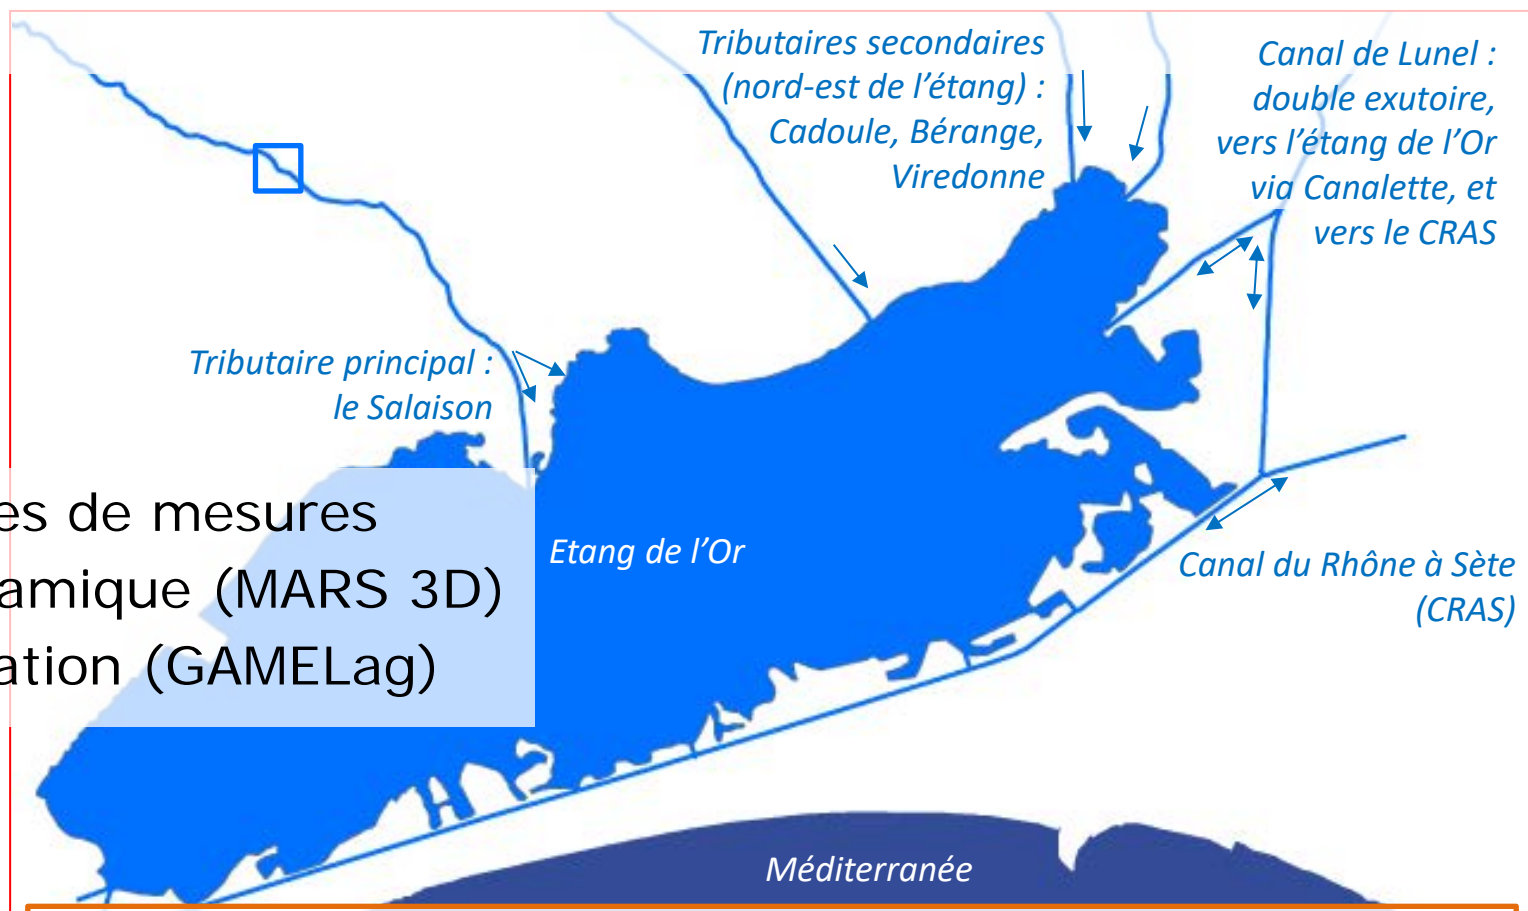 Tributaires secondaires
(nord-est de l’étang) :
Cadoule, Bérange,
Viredonne
Canal de Lunel :
double exutoire,
vers l’étang de l’Or
via Canalette, et
vers le CRAS
Tributaire principal :
le Salaison
es de mesures
amique (MARS 3D)
ation (GAMELag)
Etang de l’Or
Canal du Rhône à Sète
(CRAS)
Méditerranée